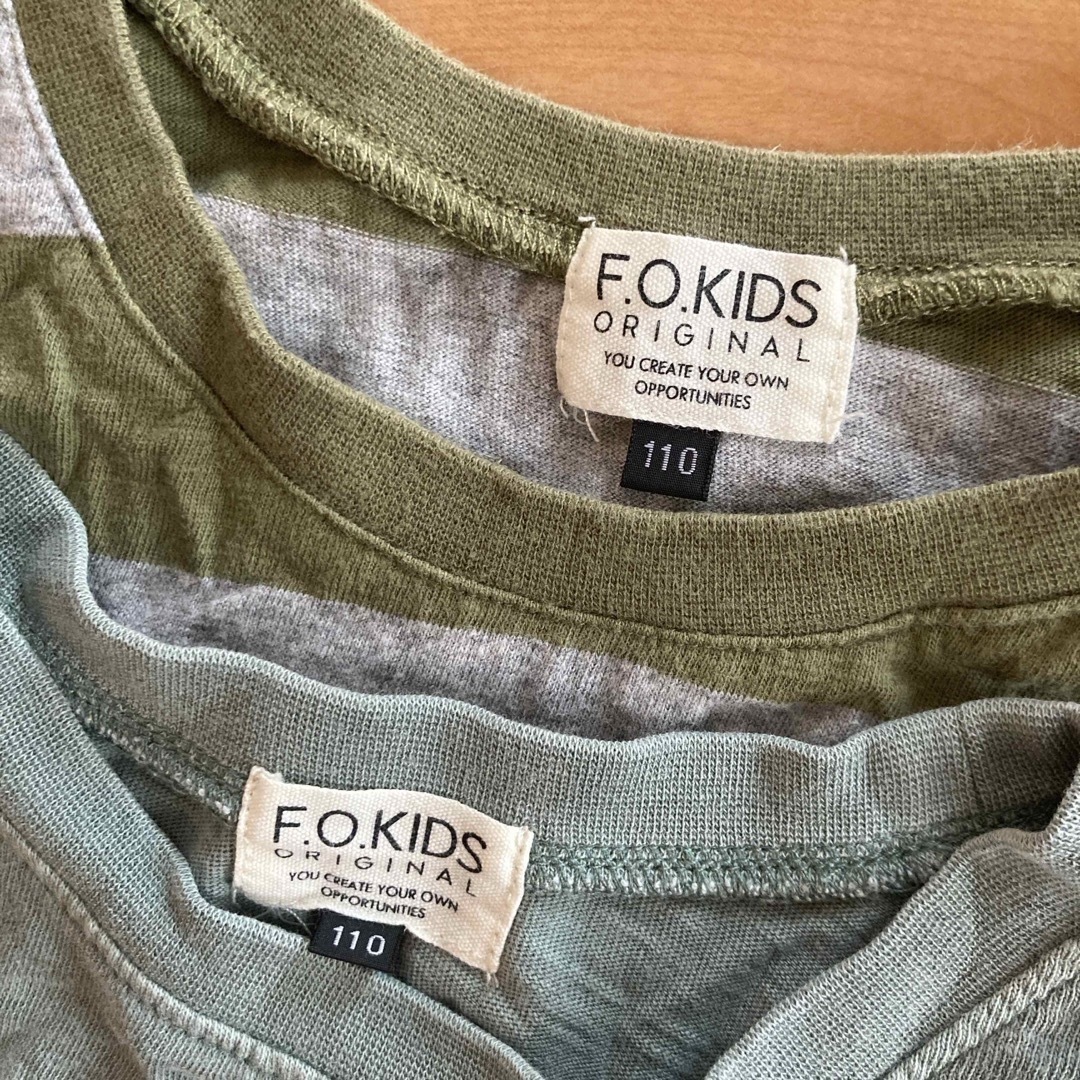 F.O.KIDS
ORIGINAL
YOU CREATE YOUR OWN
OPPORTUNITIES
110
F.O.KIDS
ORIGINAL
YOU CREATE YOUR OWN
OPPORTUNITIES
110